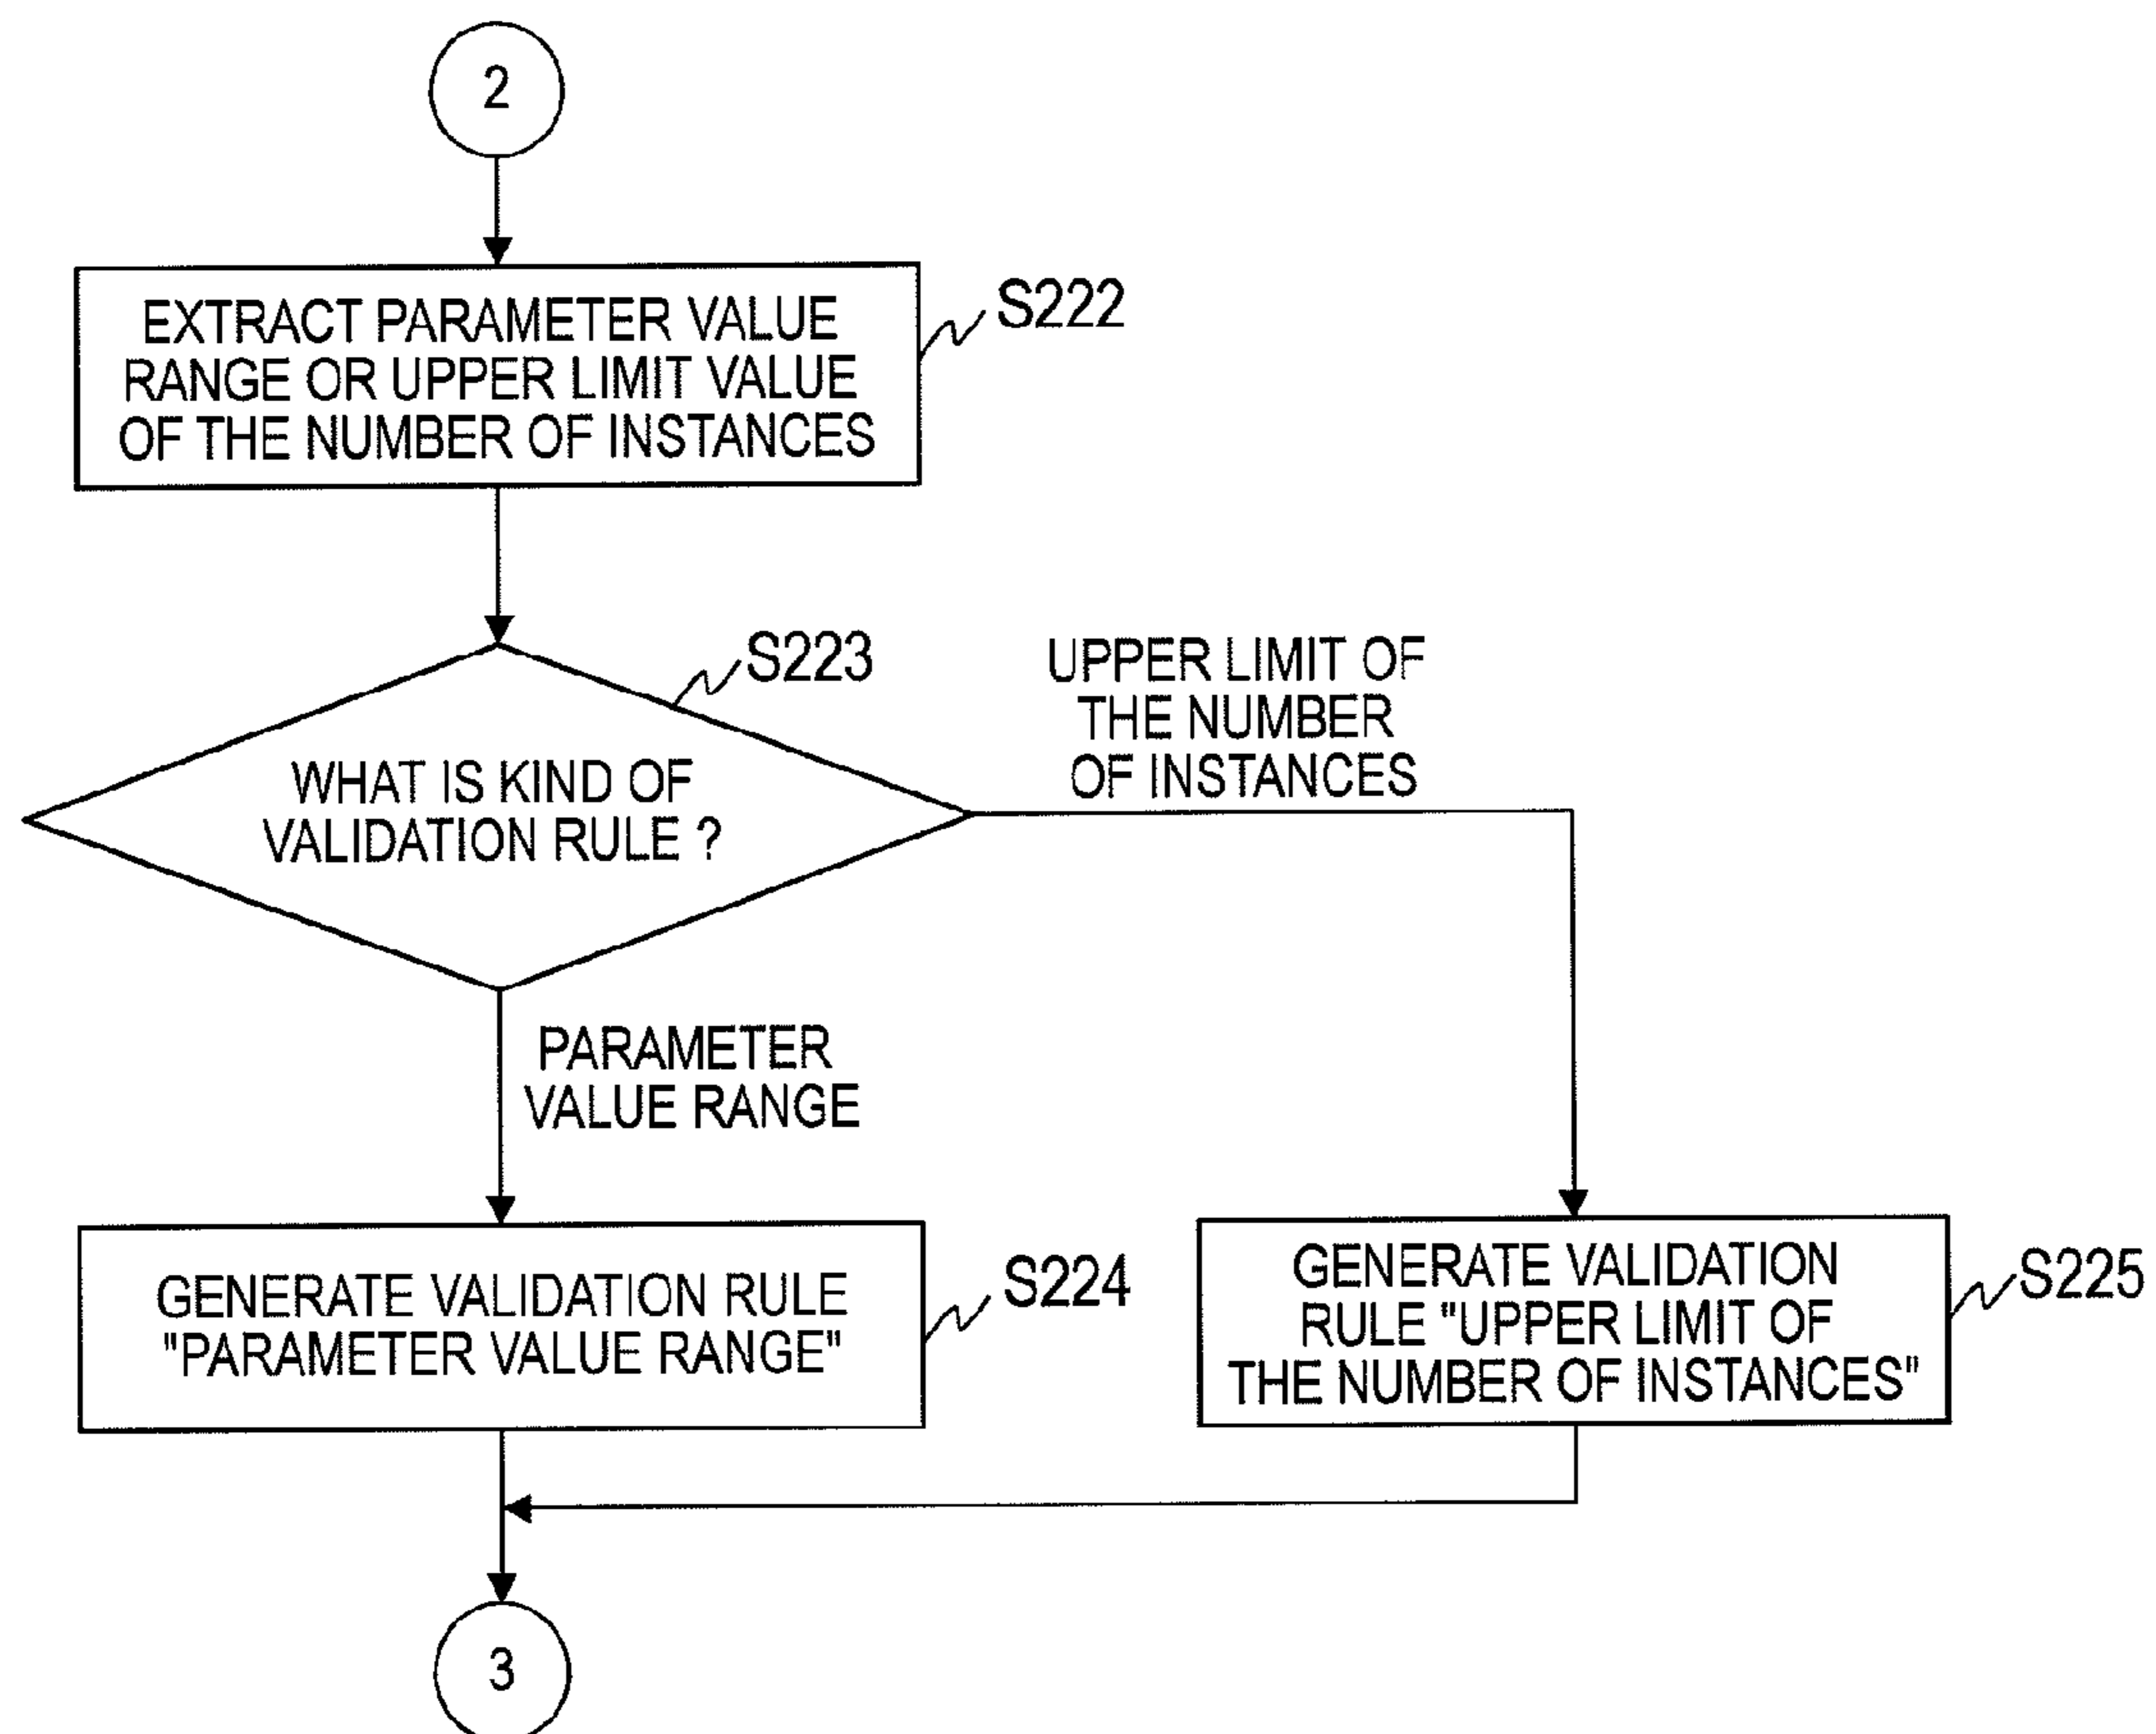 2
EXTRACT PARAMETER VALUE
RANGE OR UPPER LIMIT VALUE
OF THE NUMBER OF INSTANCES
S222
S223
WHAT IS KIND OF
VALIDATION RULE ?
UPPER LIMIT OF
THE NUMBER
OF INSTANCES
PARAMETER
VALUE RANGE
GENERATE VALIDATION RULE
"PARAMETER VALUE RANGE"
S224
GENERATE VALIDATION
RULE "UPPER LIMIT OF
THE NUMBER OF INSTANCES"
S225
3